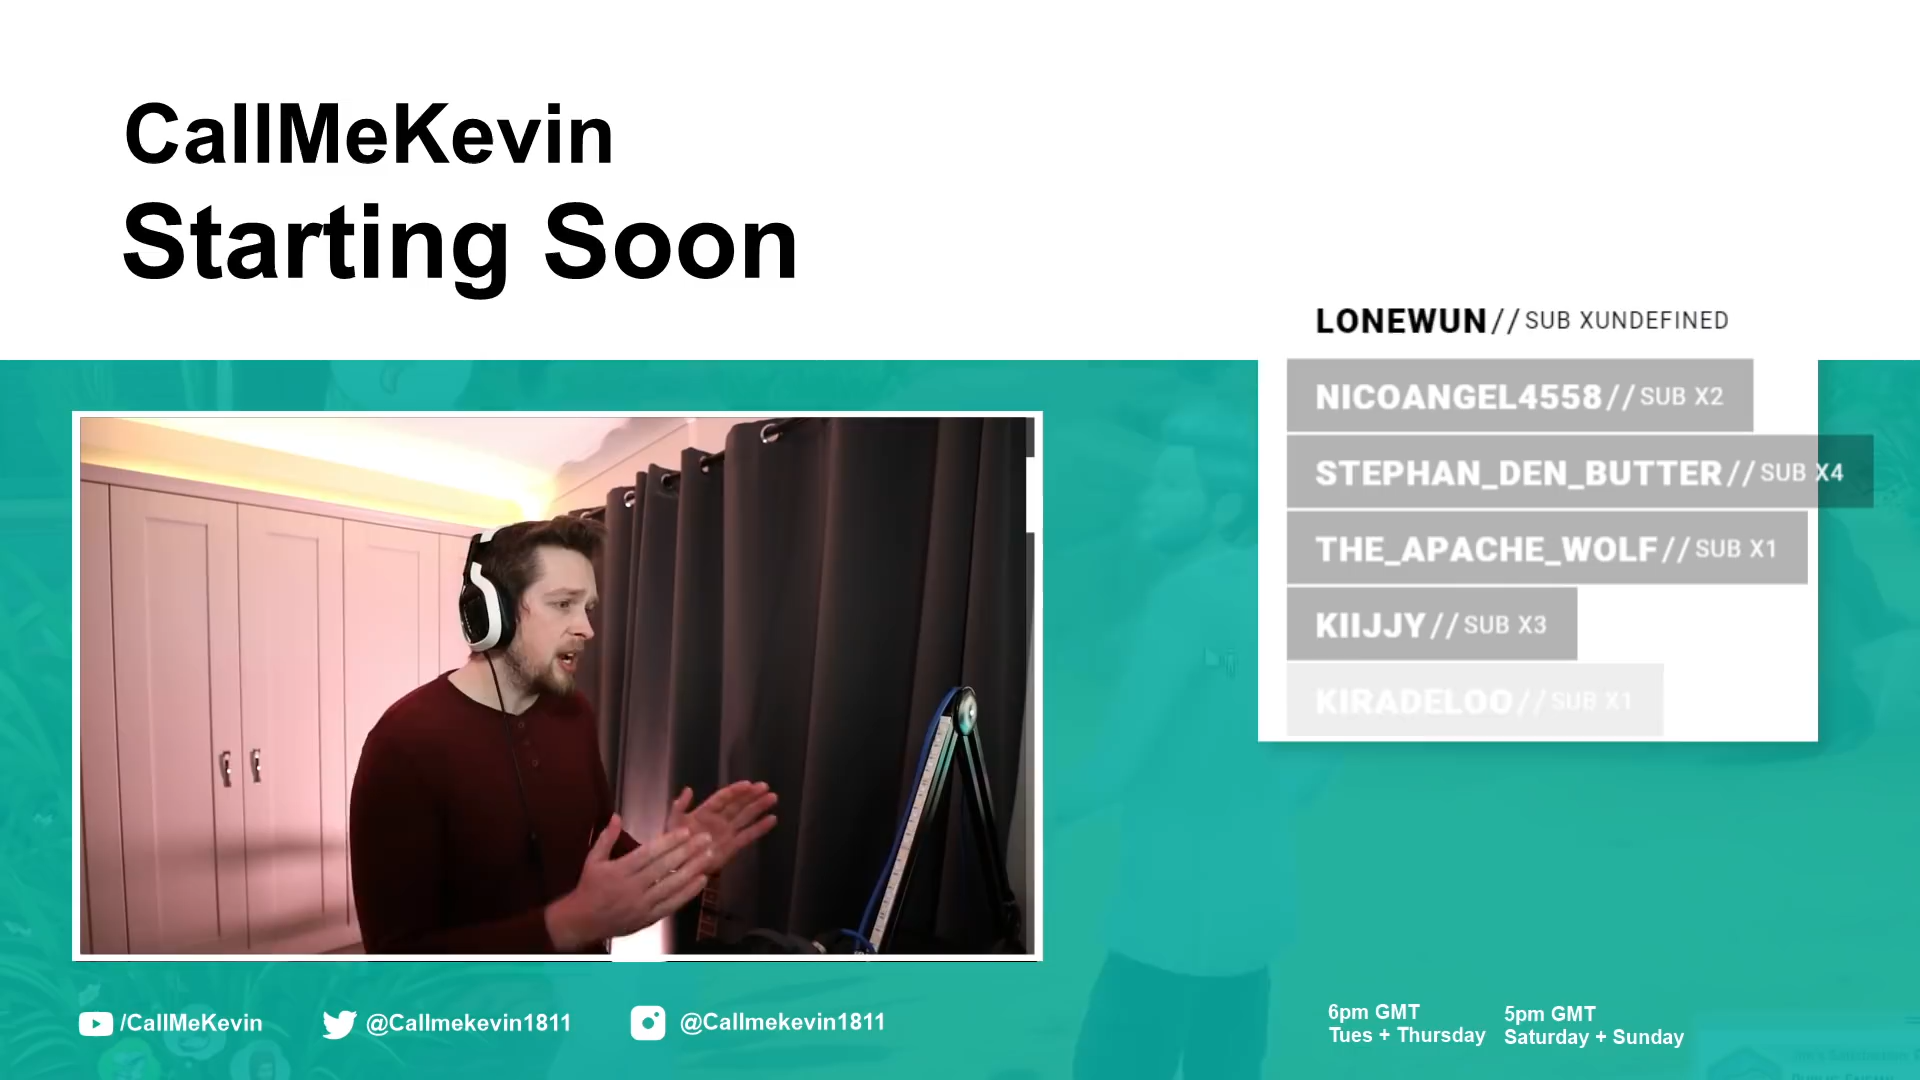 CallMeKevin
Starting Soon
LONEWUN//SUB XUNDEFINED
NICOANGEL4558//SUB X2
STEPHAN_DEN_BUTTER//SUB X4
THE_APACHE_WOLF//SUB X1
KIIJJY//SUB X3
KIRADELOO//SUB X1
/CallMeKevin
@Callmekevin1811
@Callmekevin1811
6pm GMT
Tues + Thursday
5pm GMT
Saturday + Sunday